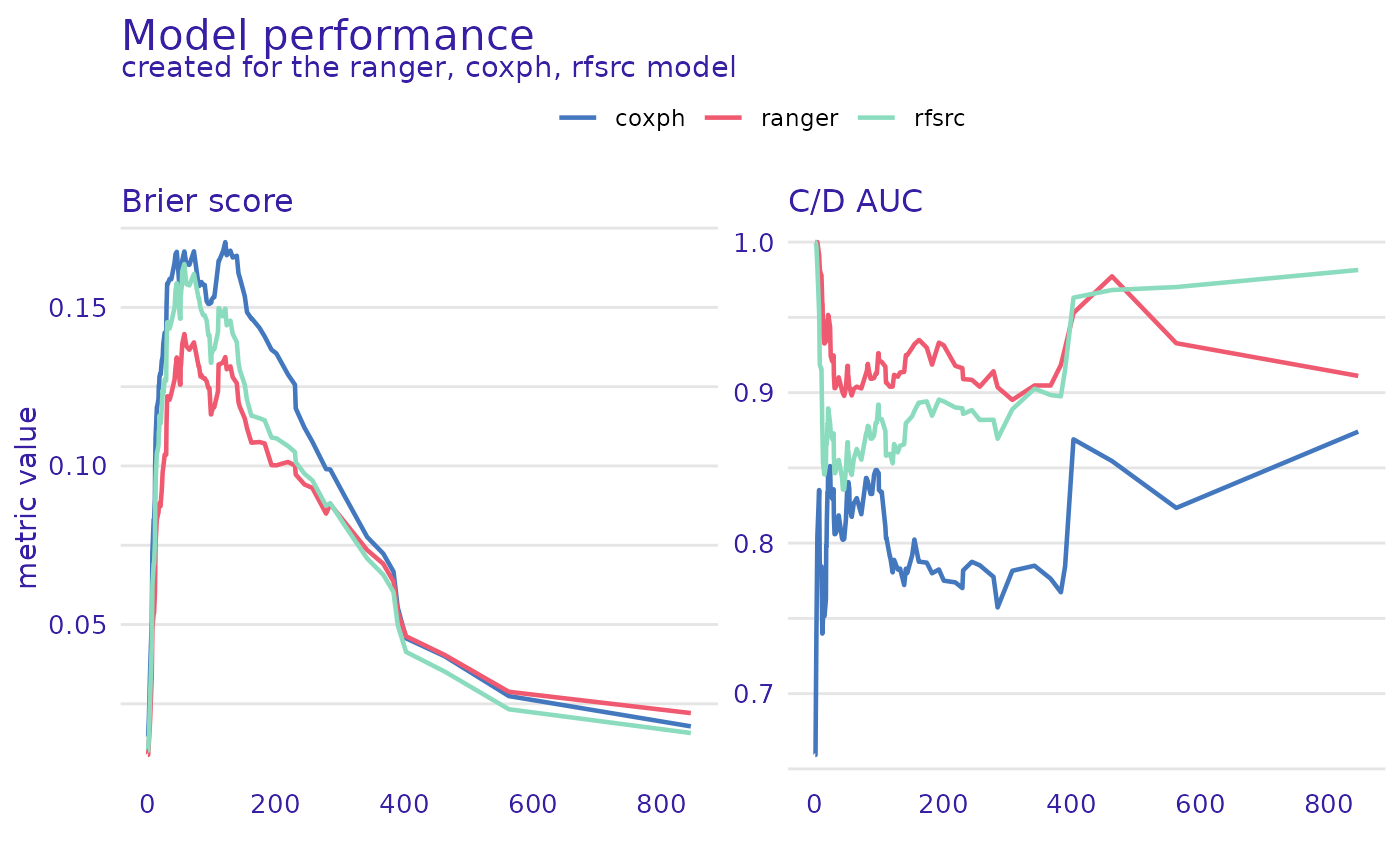 Model performance
created for the ranger, coxph, rfsrc model
coxph ranger rfsrc
Brier score
C/D AUC
metric value
0.15
0.10
0.05
0 200 400 600 800
1.0
0.9
0.8
0.7
0 200 400 600 800